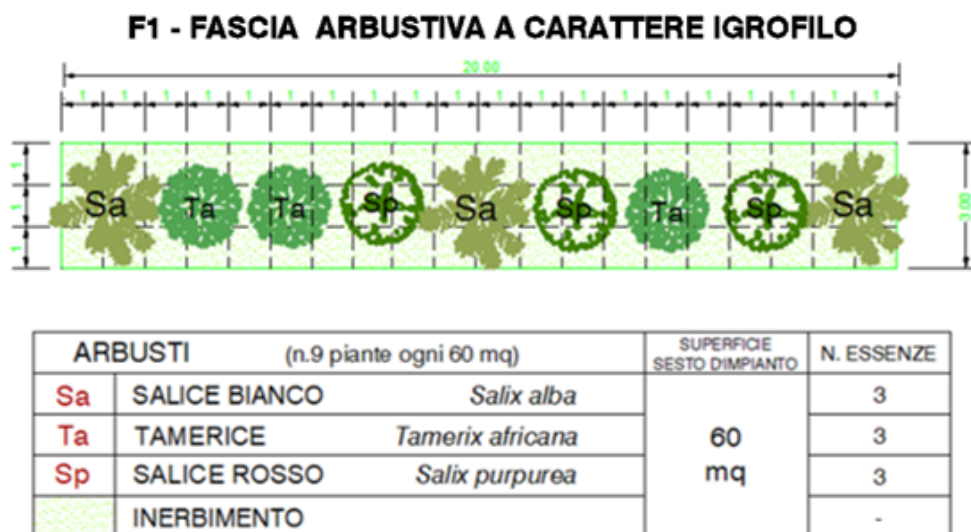 F1 - FASCIA ARBUSTIVA A CARATTERE IGROFILO
20.00
1 1 1 1 1 1 1 1 1 1 1 1 1 1 1 1 1 1 1 1
1
1
1
Sa Ta Ta Sp Sa Sp Ta Sp Sa
3.00
ARBUSTI (n.9 piante ogni 60 mq) SUPERFICIE SESTO D'IMPIANTO N. ESSENZE
Sa SALICE BIANCO Salix alba 3
Ta TAMERICE Tamerix africana 3
60 mq
Sp SALICE ROSSO Salix purpurea 3
INERBIMENTO -